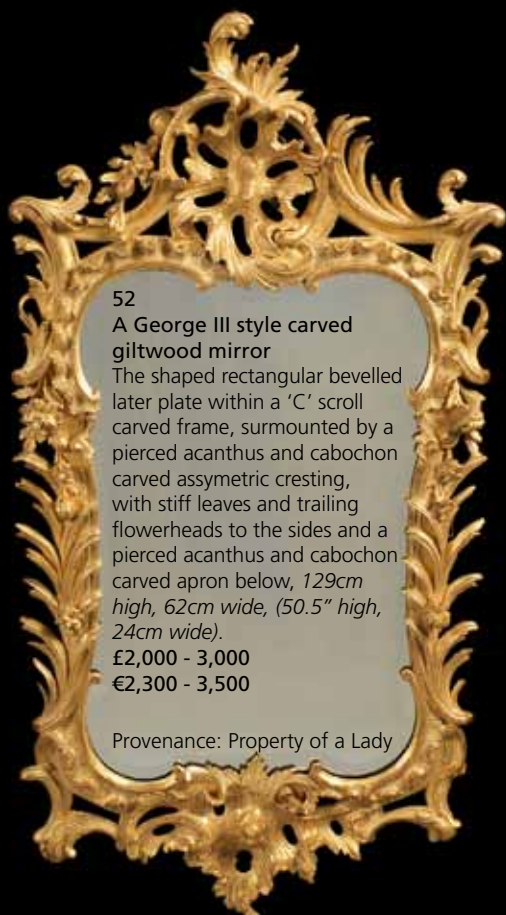 52
A George III style carved
giltwood mirror
The shaped rectangular bevelled
later plate within a ‘C’ scroll
carved frame, surmounted by a
pierced acanthus and cabochon
carved assymetric cresting,
with stiff leaves and trailing
flowerheads to the sides and a
pierced acanthus and cabochon
carved apron below, 129cm
high, 62cm wide, (50.5” high,
24cm wide).
£2,000 - 3,000
€2,300 - 3,500
Provenance: Property of a Lady